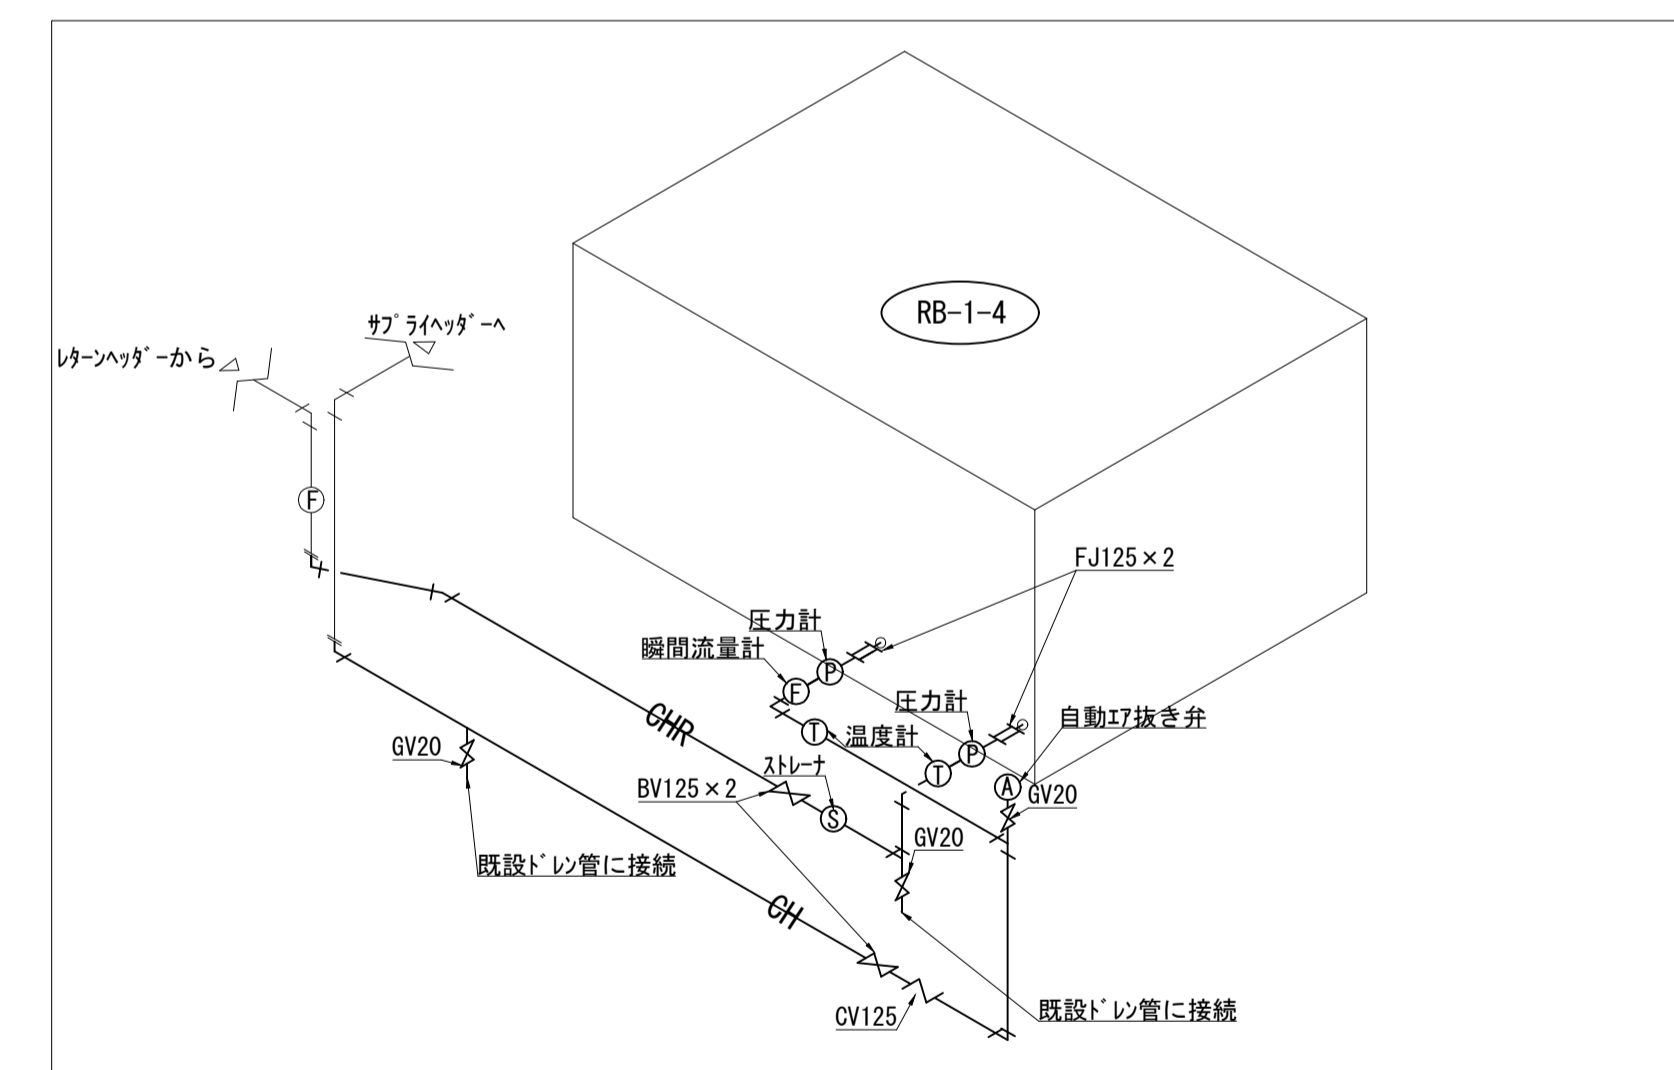 RB-1-4
サプライヘッダーへ
レターンヘッダーから
F
FJ125×2
圧力計
瞬間流量計
P
F
圧力計
自動エア抜き弁
CHR
T
温度計
P
GV20
ストレーナ
T
A
BV125×2
GV20
S
GV20
既設ドレン管に接続
CH
既設ドレン管に接続
CV125